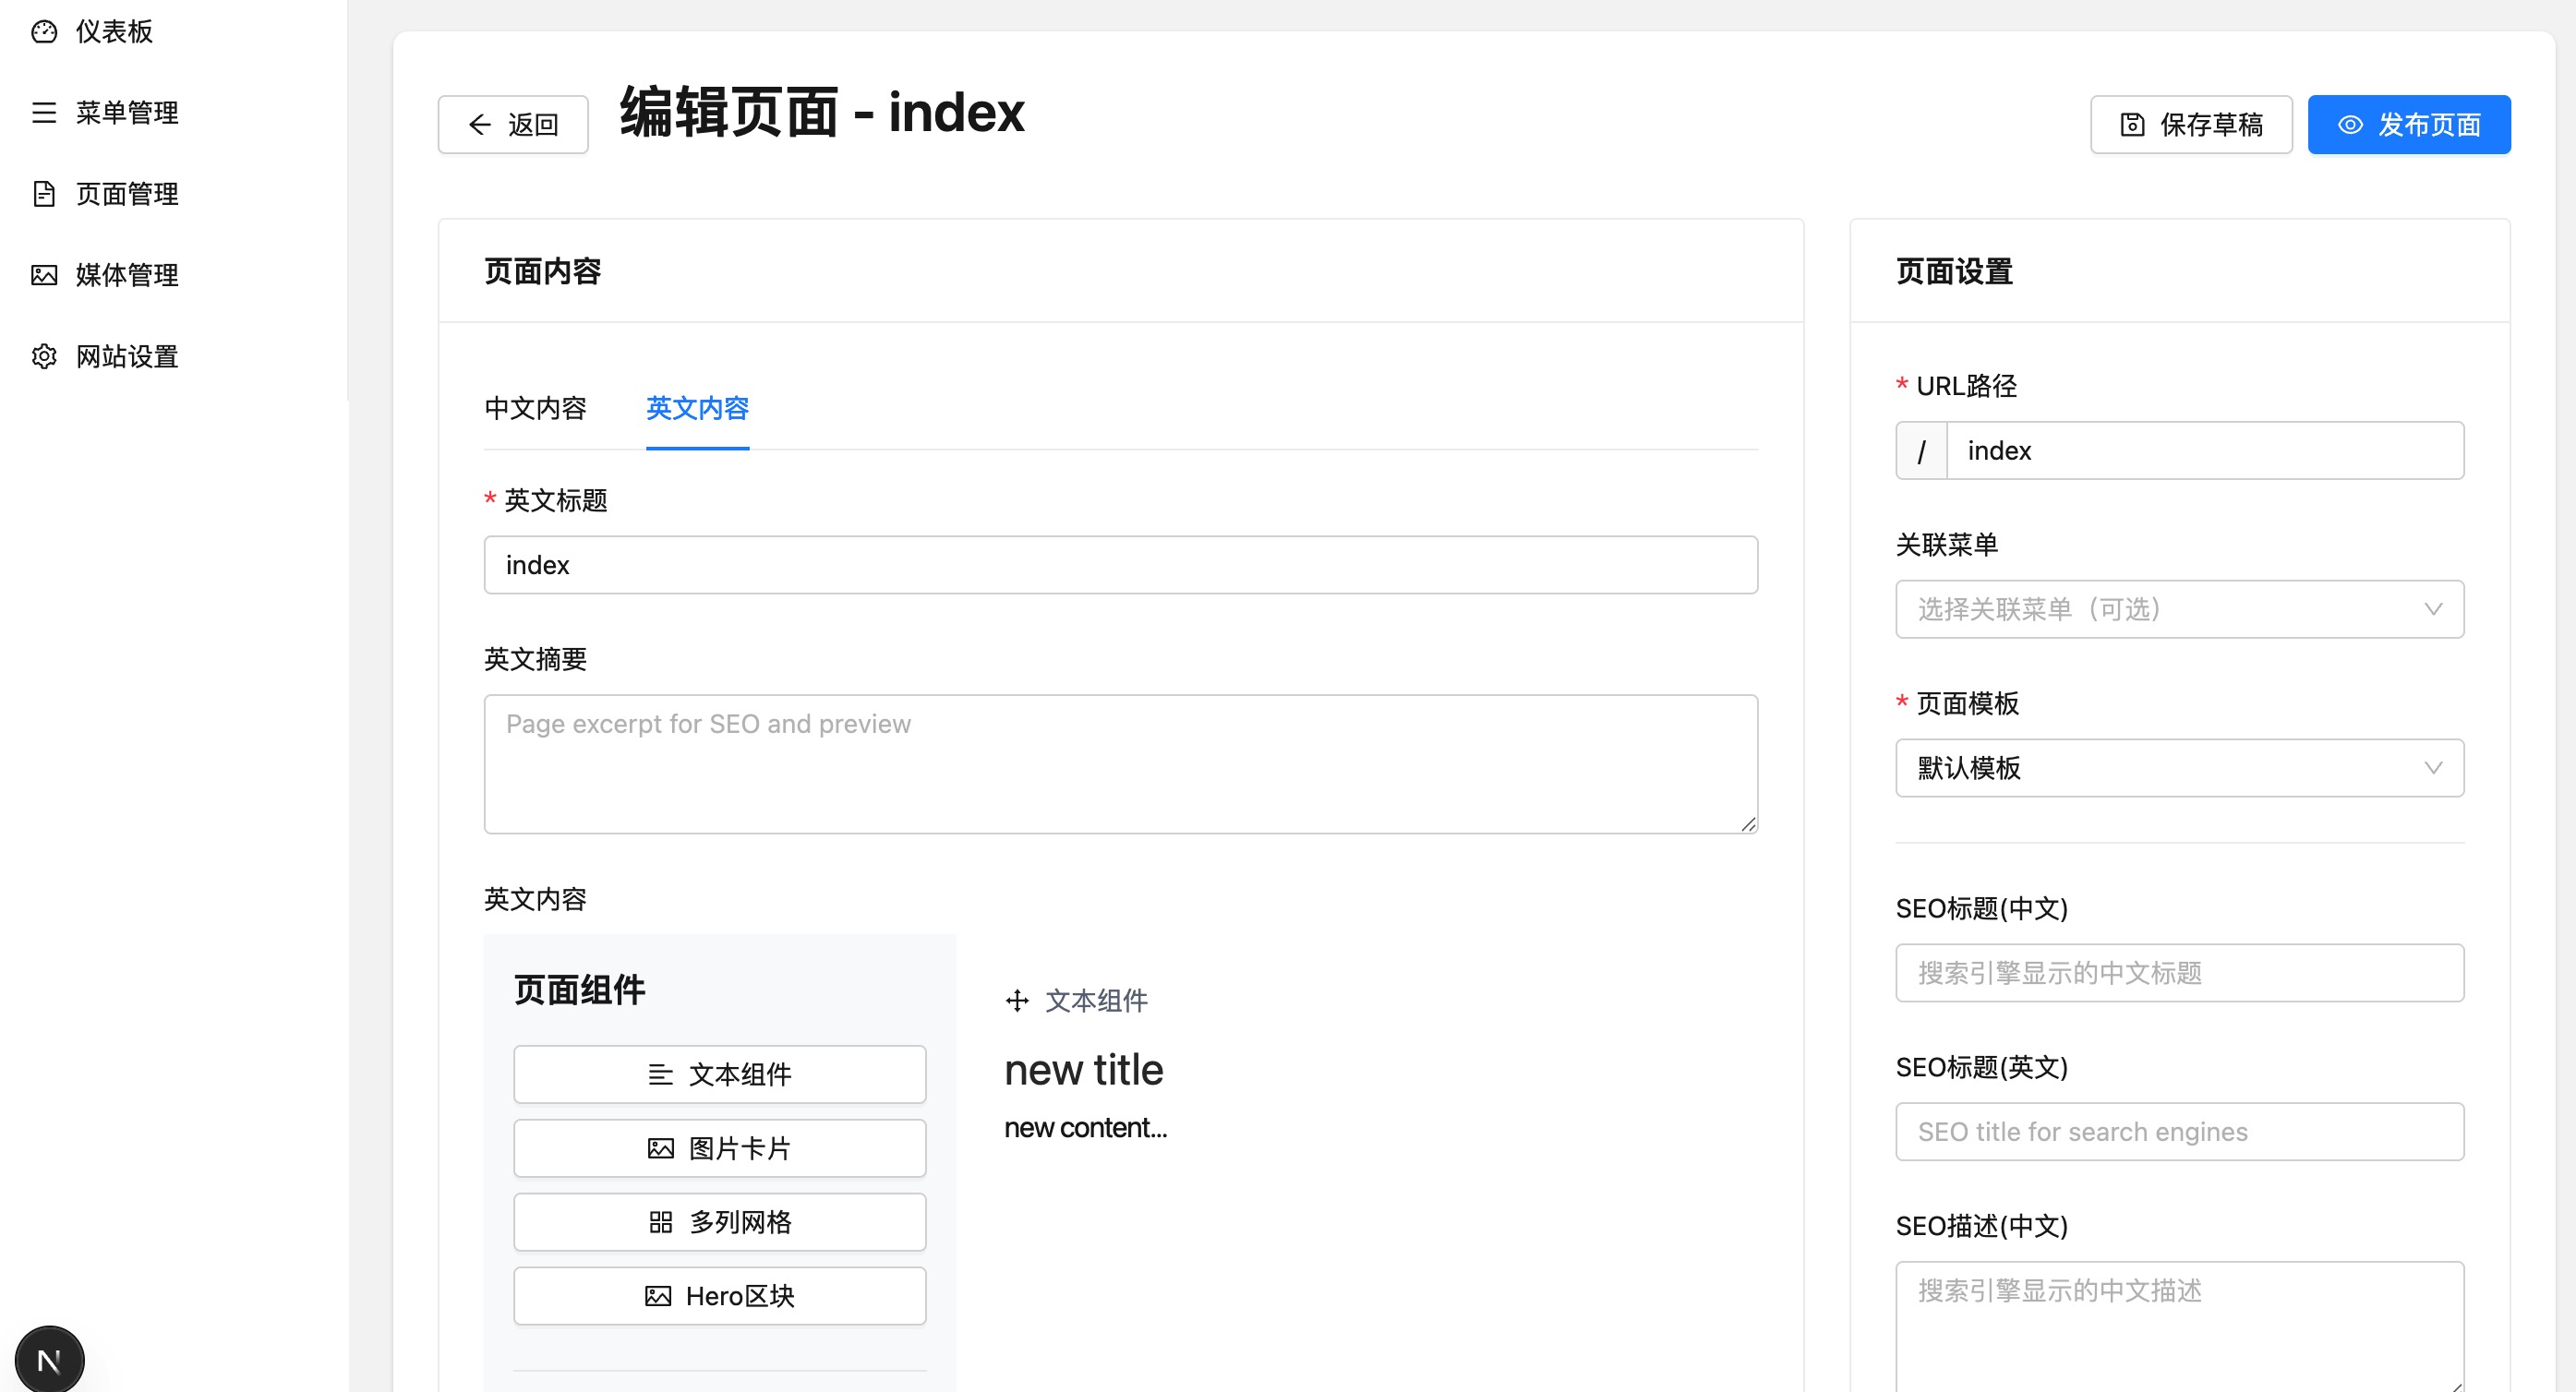 仪表板
菜单管理
页面管理
媒体管理
网站设置
返回
编辑页面 - index
保存草稿
发布页面
页面内容
中文内容
英文内容
* 英文标题
index
英文摘要
Page excerpt for SEO and preview
英文内容
页面组件
文本组件
图片卡片
多列网格
Hero区块
文本组件
new title
new content...
页面设置
* URL路径
/ index
关联菜单
选择关联菜单（可选）
* 页面模板
默认模板
SEO标题(中文)
搜索引擎显示的中文标题
SEO标题(英文)
SEO title for search engines
SEO描述(中文)
搜索引擎显示的中文描述
N